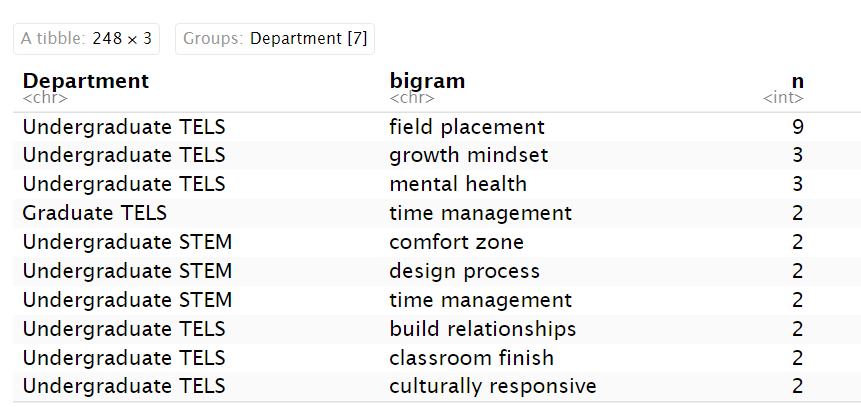 A tibble: 248 × 3 Groups: Department [7]
Department bigram n
<chr> <chr> <int>
Undergraduate TELS field placement 9
Undergraduate TELS growth mindset 3
Undergraduate TELS mental health 3
Graduate TELS time management 2
Undergraduate STEM comfort zone 2
Undergraduate STEM design process 2
Undergraduate STEM time management 2
Undergraduate TELS build relationships 2
Undergraduate TELS classroom finish 2
Undergraduate TELS culturally responsive 2